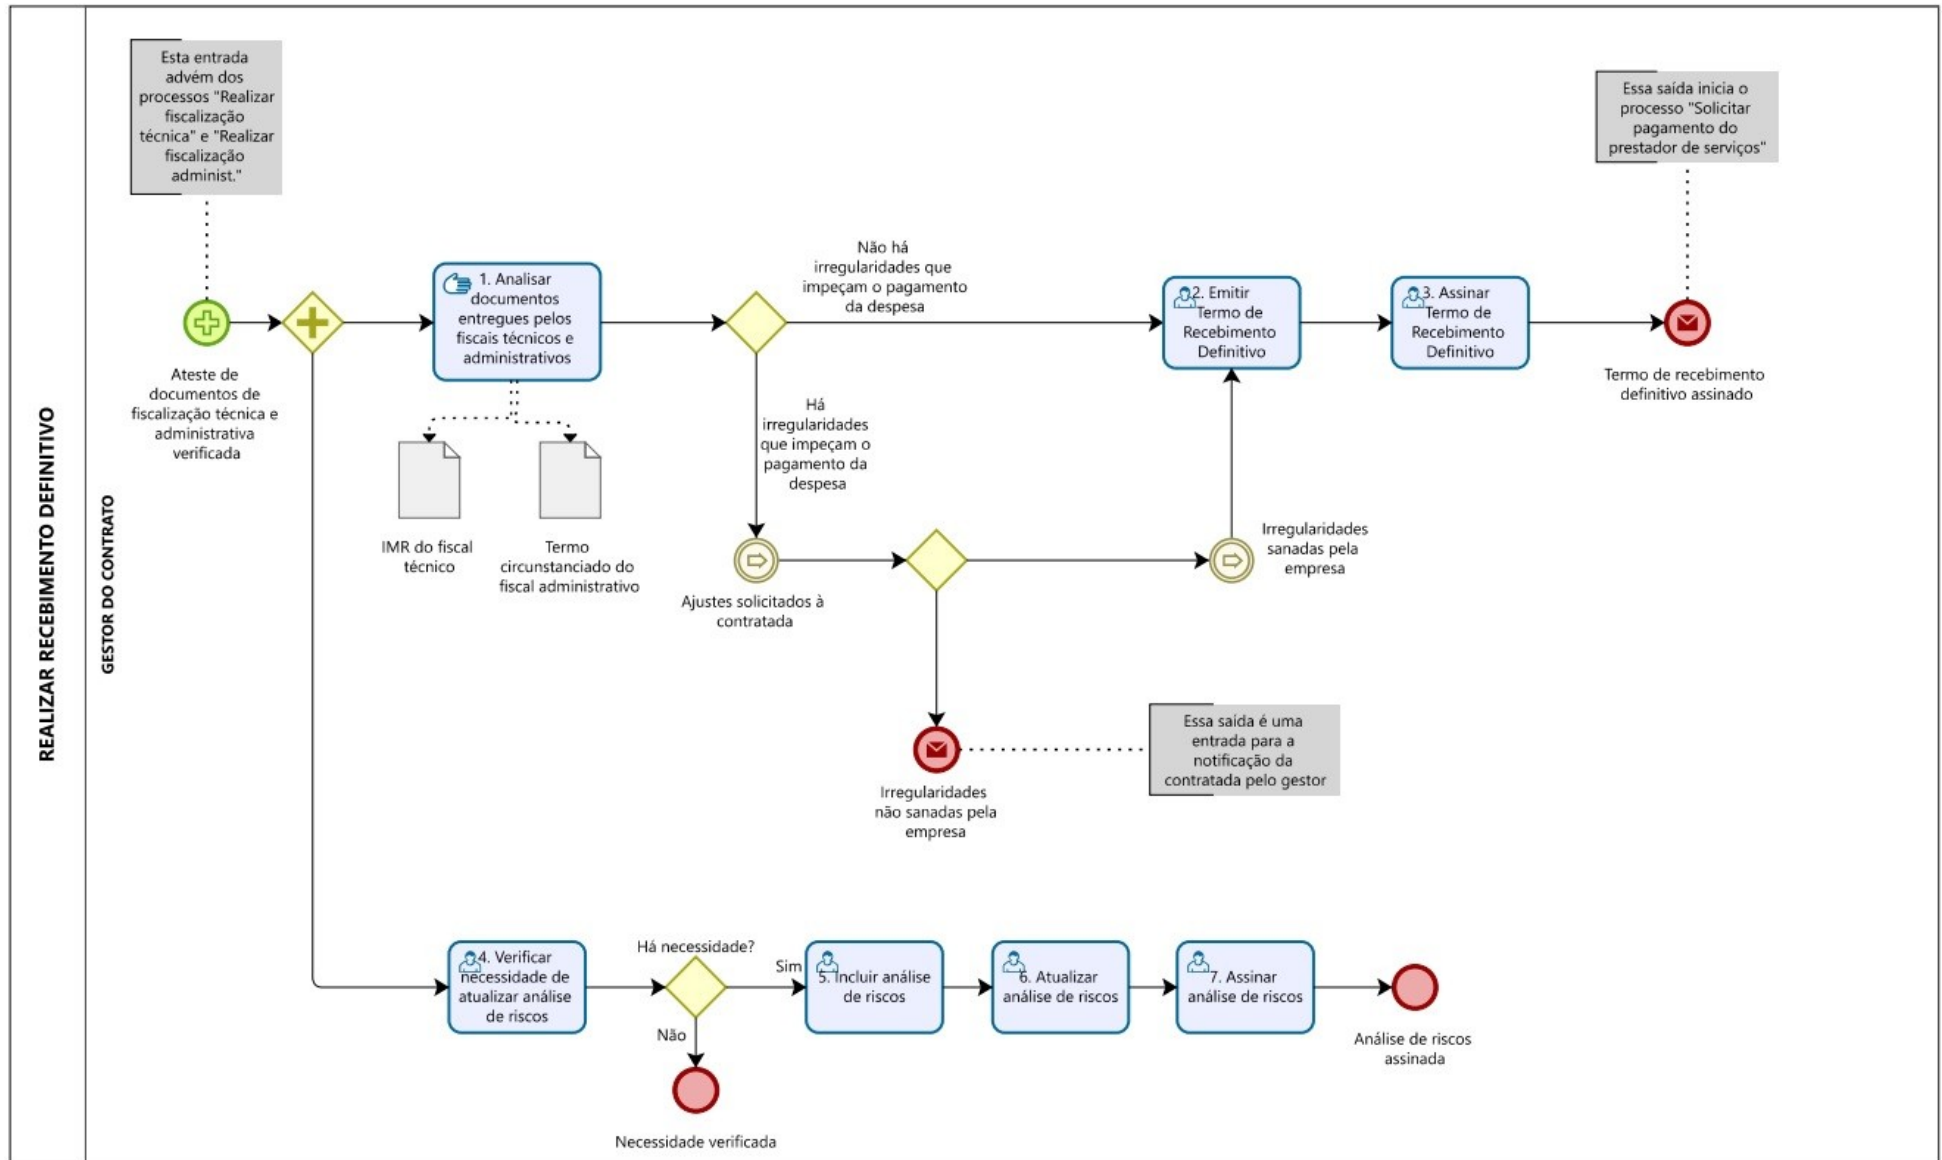 REALIZAR RECEBIMENTO DEFINITIVO
GESTOR DO CONTRATO
Esta entrada
advém dos
processos "Realizar
fiscalização
técnica" e "Realizar
fiscalização
administ."
Ateste de
documentos de
fiscalização técnica e
administrativa
verificada
1. Analisar
documentos
entregues pelos
fiscais técnicos e
administrativos
IMR do fiscal
técnico
Termo
circunstanciado do
fiscal administrativo
Não há
irregularidades que
impeçam o pagamento
da despesa
Há
irregularidades
que impeçam o
pagamento da
despesa
Ajustes solicitados à
contratada
Irregularidades
sanadas pela
empresa
2. Emitir
Termo de
Recebimento
Definitivo
3. Assinar
Termo de
Recebimento
Definitivo
Essa saída inicia o
processo "Solicitar
pagamento do
prestador de serviços"
Termo de recebimento
definitivo assinado
Irregularidades
não sanadas pela
empresa
Essa saída é uma
entrada para a
notificação da
contratada pelo gestor
4. Verificar
necessidade de
atualizar análise
de riscos
Há necessidade?
Sim
Não
Necessidade verificada
5. Incluir análise
de riscos
6. Atualizar
análise de riscos
7. Assinar
análise de riscos
Análise de riscos
assinada